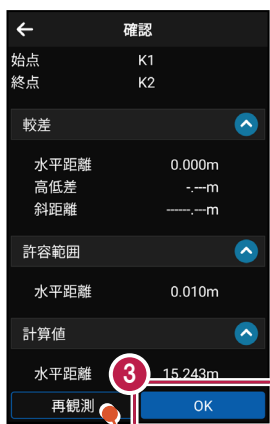 確認
始点 K1
終点 K2
較差
水平距離 0.000m
高低差 -.---m
斜距離 ------.---m
許容範囲
水平距離 0.010m
計算値
水平距離 15.243m
3
再観測 OK